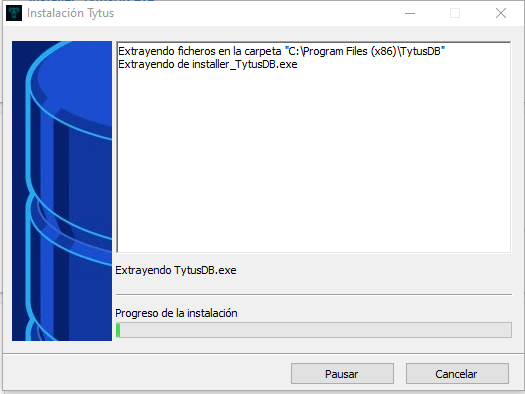 Instalación Tytus
Extrayendo ficheros en la carpeta "C:\Program Files (x86)\TytusDB"
Extrayendo de installer_TytusDB.exe
Extrayendo TytusDB.exe
Progreso de la instalación
Pausar
Cancelar